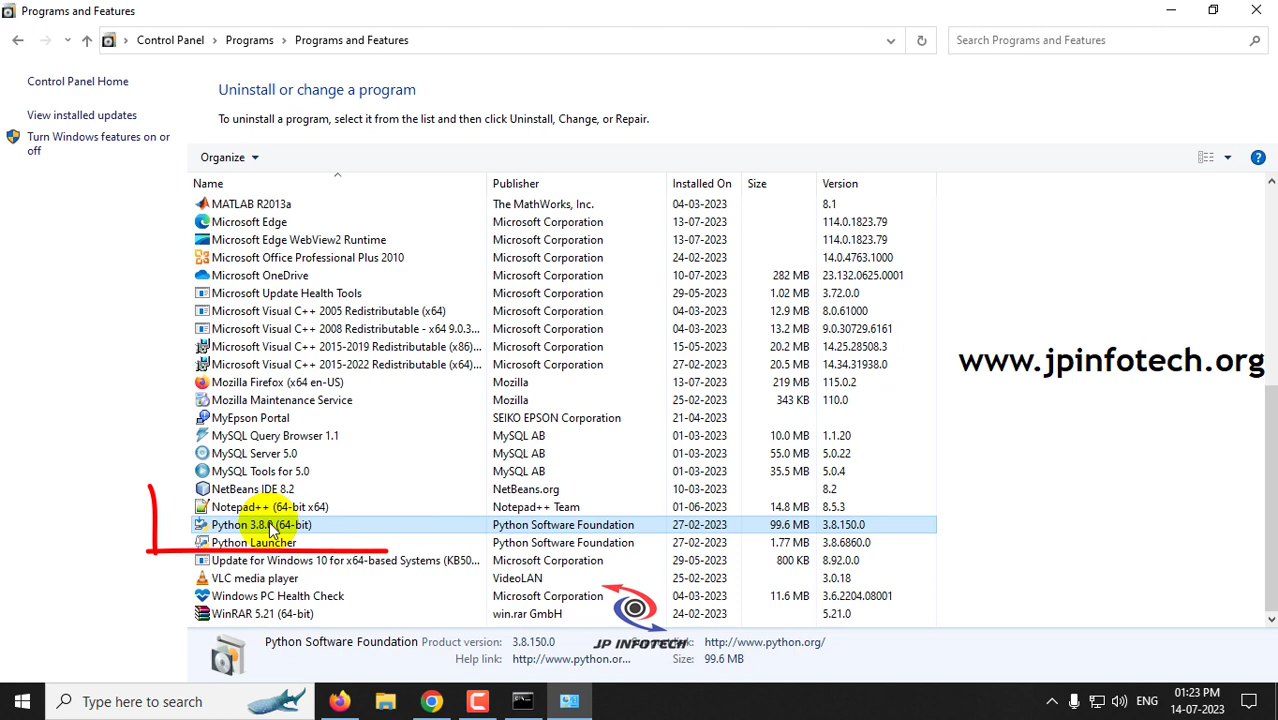 Programs and Features
Control Panel > Programs > Programs and Features
Search Programs and Features
Control Panel Home
View installed updates
Turn Windows features on or
off
Uninstall or change a program
To uninstall a program, select it from the list and then click Uninstall, Change, or Repair.
Organize
Name Publisher Installed On Size Version
MATLAB R2013a The MathWorks, Inc. 04-03-2023 8.1
Microsoft Edge Microsoft Corporation 13-07-2023 114.0.1823.79
Microsoft Edge WebView2 Runtime Microsoft Corporation 13-07-2023 114.0.1823.79
Microsoft Office Professional Plus 2010 Microsoft Corporation 24-02-2023 14.0.4763.1000
Microsoft OneDrive Microsoft Corporation 10-07-2023 282 MB 23.132.0625.0001
Microsoft Update Health Tools Microsoft Corporation 29-05-2023 1.02 MB 3.72.0.0
Microsoft Visual C++ 2005 Redistributable (x64) Microsoft Corporation 04-03-2023 12.9 MB 8.0.61000
Microsoft Visual C++ 2008 Redistributable - x64 9.0.3... Microsoft Corporation 04-03-2023 13.2 MB 9.0.30729.6161
Microsoft Visual C++ 2015-2019 Redistributable (x86)... Microsoft Corporation 15-05-2023 20.2 MB 14.25.28508.3
Microsoft Visual C++ 2015-2022 Redistributable (x64)... Microsoft Corporation 27-02-2023 20.5 MB 14.34.31938.0
www.jpinfotech.org
Mozilla Firefox (x64 en-US) Mozilla 13-07-2023 219 MB 115.0.2
Mozilla Maintenance Service Mozilla 25-02-2023 343 KB 110.0
MyEpson Portal SEIKO EPSON Corporation 21-04-2023
MySQL Query Browser 1.1 MySQL AB 01-03-2023 10.0 MB 1.1.20
MySQL Server 5.0 MySQL AB 01-03-2023 55.0 MB 5.0.22
MySQL Tools for 5.0 MySQL AB 01-03-2023 35.5 MB 5.0.4
NetBeans IDE 8.2 NetBeans.org 10-03-2023 8.2
Notepad++ (64-bit x64) Notepad++ Team 01-06-2023 14.8 MB 8.5.3
Python (64-bit) Python Software Foundation 27-02-2023 99.6 MB 3.8.150.0
Python Launcher Python Software Foundation 27-02-2023 1.77 MB 3.8.6860.0
Update for Windows 10 for x64-based Systems (KB50... Microsoft Corporation 29-05-2023 800 KB 8.92.0.0
VLC media player VideoLAN 25-02-2023 3.0.18
Windows PC Health Check Microsoft Corporation 04-03-2023 11.6 MB 3.6.2204.08001
WinRAR 5.21 (64-bit) win.rar GmbH 24-02-2023 5.21.0
JP INFOTECH
Python Software Foundation Product version: 3.8.150.0 http://www.python.org/
Help link: http://www.python.or... Size: 99.6 MB
Type here to search
ENG
01:23 PM
14-07-2023